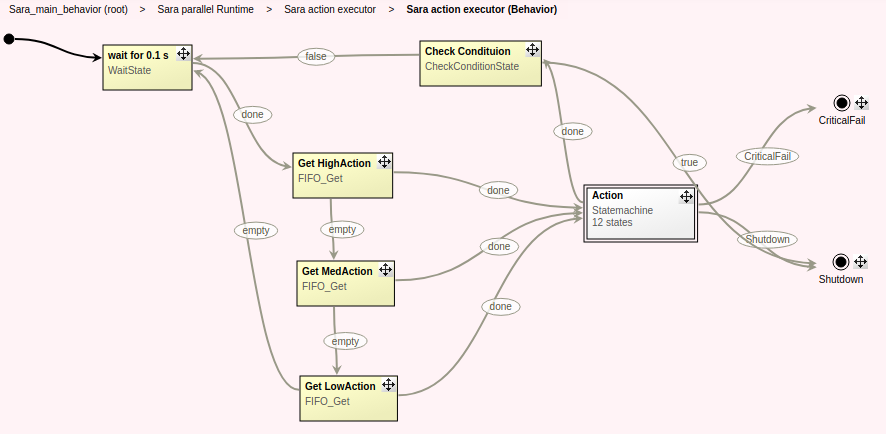 Sara_main_behavior (root) > Sara parallel Runtime > Sara action executor > Sara action executor (Behavior)
wait for 0.1 s
WaitState
false
Check Condituion
CheckConditionState
done
done
CriticalFail
CriticalFail
Get HighAction
FIFO_Get
done
true
Action
Statemachine
12 states
empty
empty
done
Shutdown
Get MedAction
FIFO_Get
Shutdown
done
empty
Get LowAction
FIFO_Get